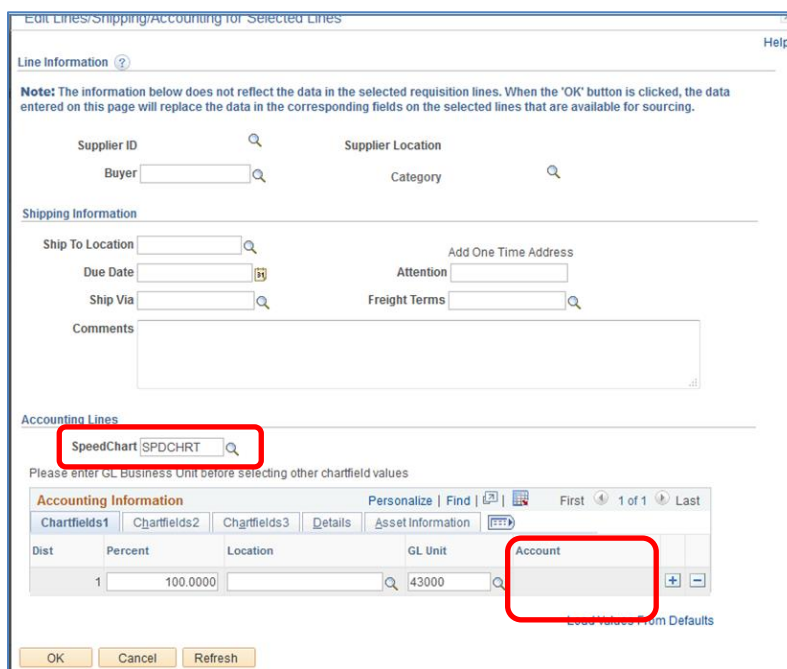 Edit Lines/Shipping/Accounting for Selected Lines
Help
Line Information ?
Note: The information below does not reflect the data in the selected requisition lines. When the 'OK' button is clicked, the data
entered on this page will replace the data in the corresponding fields on the selected lines that are available for sourcing.
Supplier ID Supplier Location
Buyer Category
Shipping Information
Ship To Location Add One Time Address
Due Date 31 Attention
Ship Via Freight Terms
Comments
Accounting Lines
SpeedChart SPDCHRT
Please enter GL Business Unit before selecting other chartfield values
Accounting Information Personalize | Find | | First 1 of 1 Last
Chartfields1 Chartfields2 Chartfields3 Details Asset Information
Dist Percent Location GL Unit Account
1 100.0000 43000
Load Values From Defaults
OK Cancel Refresh